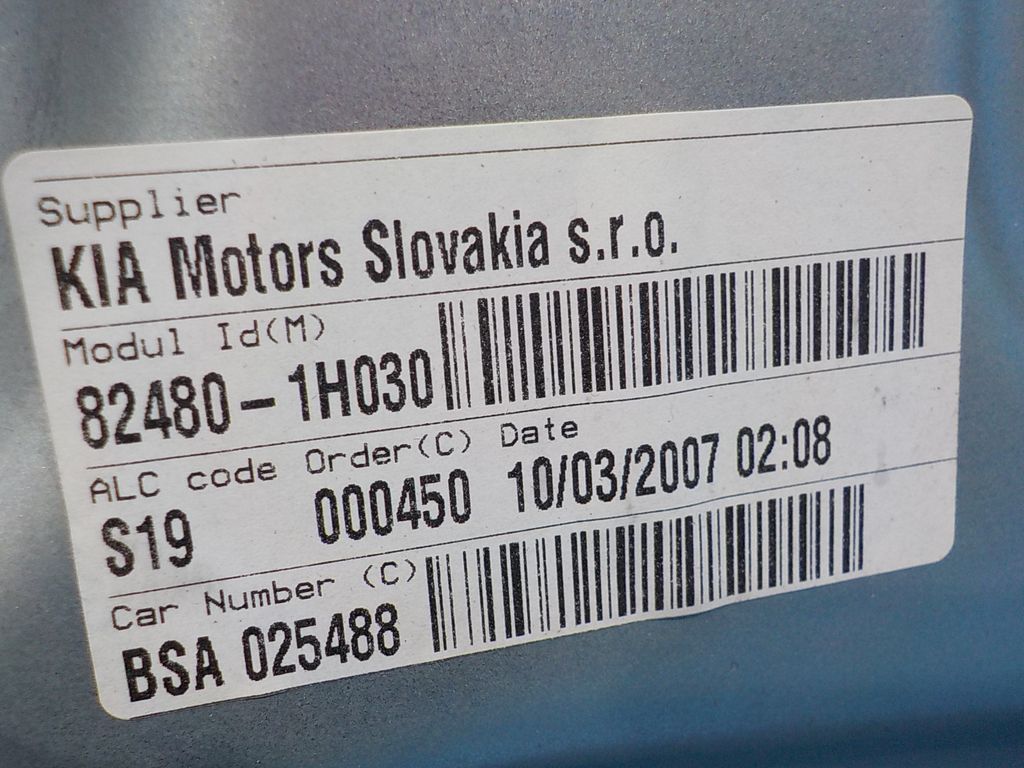 Supplier
KIA Motors Slovakia s.r.o.
Modul Id(M)
82480-1H030
ALC code Order(C) Date
S19 000450 10/03/2007 02:08
Car Number (C)
BSA 025488